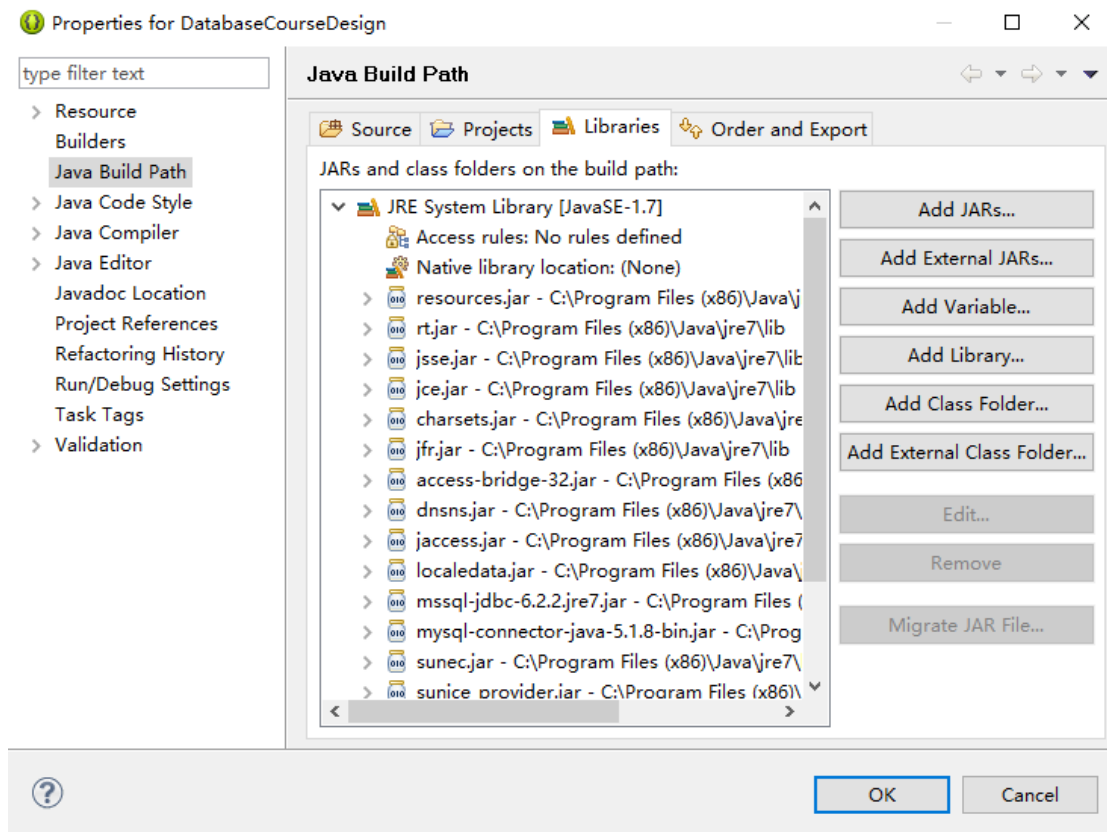 Properties for DatabaseCourseDesign
type filter text
Resource
Builders
Java Build Path
Java Code Style
Java Compiler
Java Editor
Javadoc Location
Project References
Refactoring History
Run/Debug Settings
Task Tags
Validation
Java Build Path
Source Projects Libraries Order and Export
JARs and class folders on the build path:
JRE System Library [JavaSE-1.7]
Access rules: No rules defined
Native library location: (None)
resources.jar - C:\Program Files (x86)\Java\j
rt.jar - C:\Program Files (x86)\Java\jre7\lib
jsse.jar - C:\Program Files (x86)\Java\jre7\lib
jce.jar - C:\Program Files (x86)\Java\jre7\lib
charsets.jar - C:\Program Files (x86)\Java\jre
jfr.jar - C:\Program Files (x86)\Java\jre7\lib
access-bridge-32.jar - C:\Program Files (x86
dnsns.jar - C:\Program Files (x86)\Java\jre7\
jaccess.jar - C:\Program Files (x86)\Java\jre7
localedata.jar - C:\Program Files (x86)\Java\
mssql-jdbc-6.2.2.jre7.jar - C:\Program Files (
mysql-connector-java-5.1.8-bin.jar - C:\Prog
sunec.jar - C:\Program Files (x86)\Java\jre7\
sunjce_provider.jar - C:\Program Files (x86)\
Add JARs...
Add External JARs...
Add Variable...
Add Library...
Add Class Folder...
Add External Class Folder...
Edit...
Remove
Migrate JAR File...
OK
Cancel